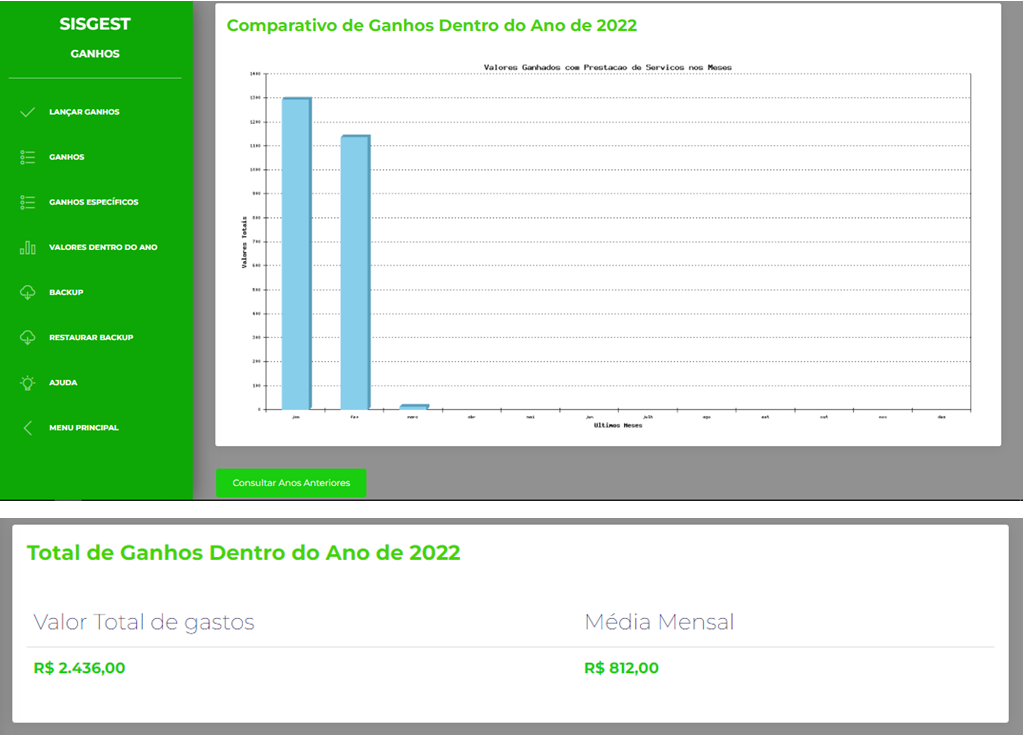 SISGEST
GANHOS
LANÇAR GANHOS
GANHOS
GANHOS ESPECÍFICOS
VALORES DENTRO DO ANO
BACKUP
RESTAURAR BACKUP
AJUDA
MENU PRINCIPAL
Comparativo de Ganhos Dentro do Ano de 2022
Valores Ganhados com Prestacao de Servicos nos Meses
Valores Totais
1400
1300
1200
1100
1000
900
800
700
600
500
400
300
200
100
0
jan fev marc abr mai jun julh ago set out nov dez
Ultimos Meses
Consultar Anos Anteriores
Total de Ganhos Dentro do Ano de 2022
Valor Total de gastos Média Mensal
R$ 2.436,00 R$ 812,00